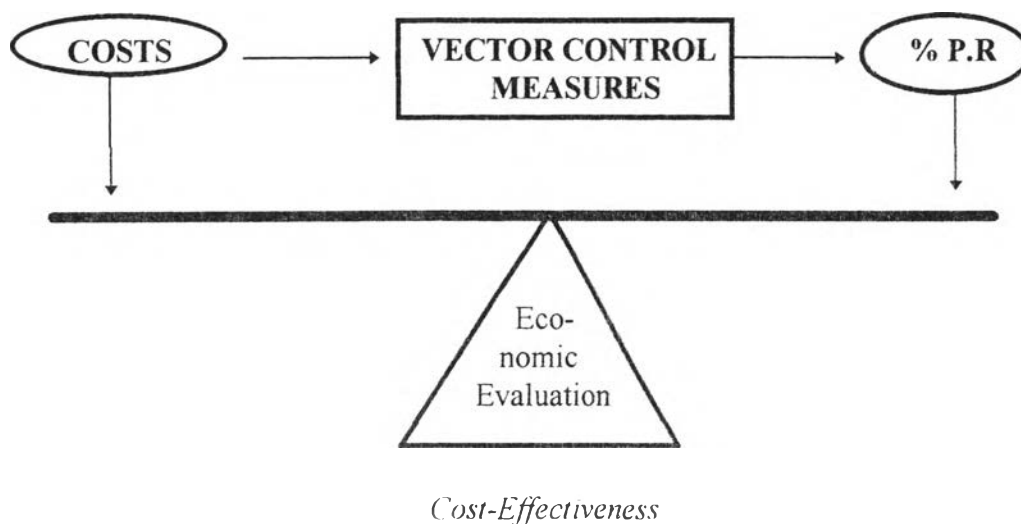 COSTS
VECTOR CONTROL
MEASURES
% P.R
Eco-
nomic
Evaluation
Cost-Effectiveness